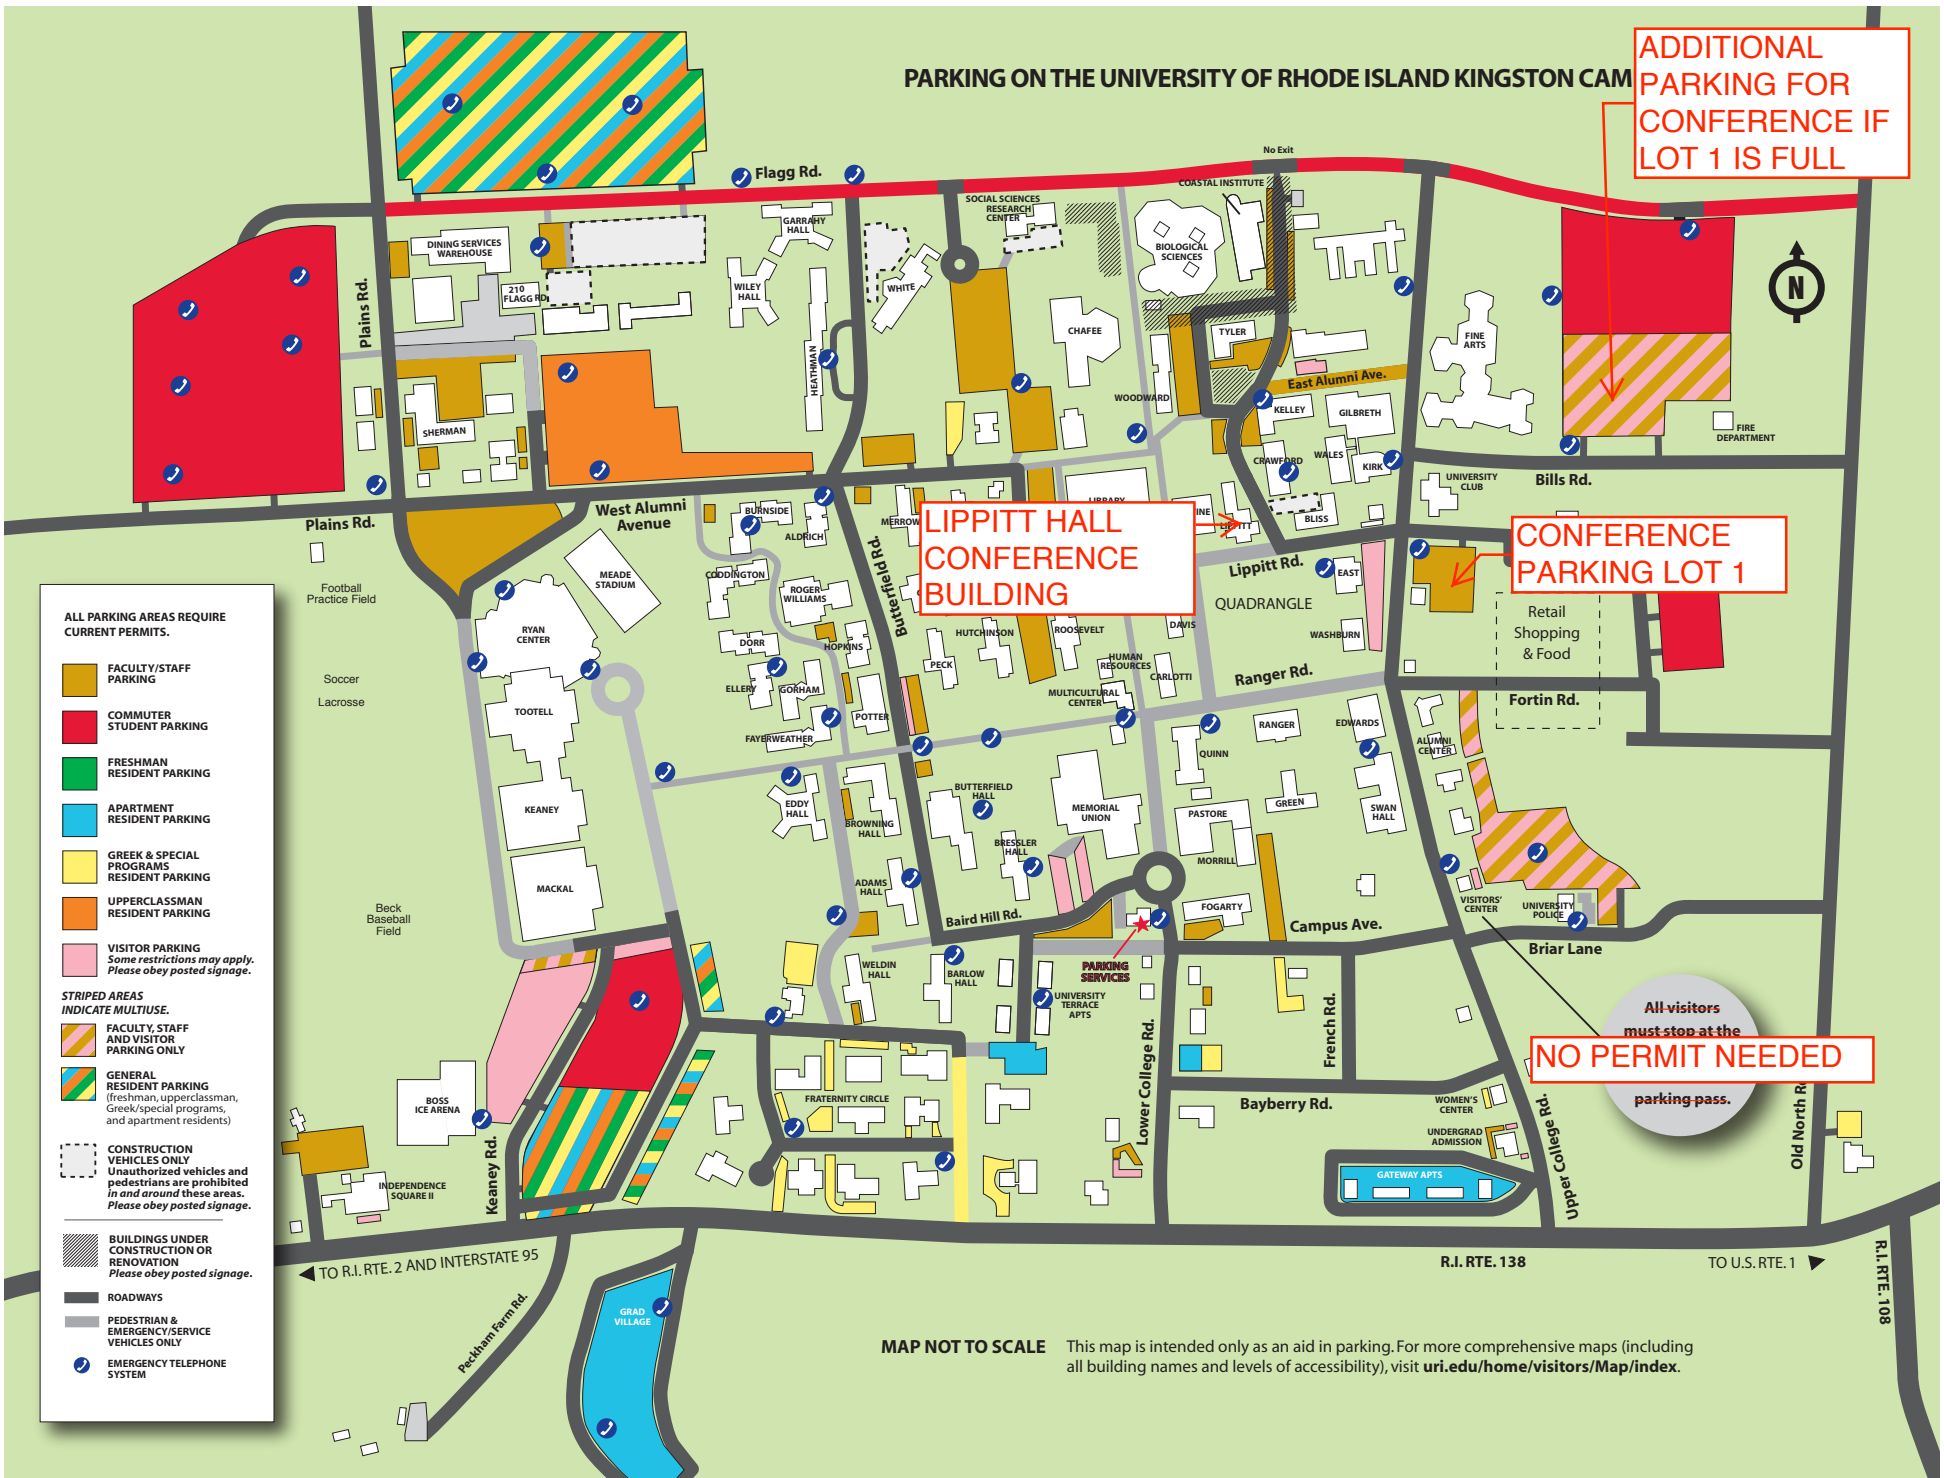 PARKING ON THE UNIVERSITY OF RHODE ISLAND KINGSTON CAM
ADDITIONAL
PARKING FOR
CONFERENCE IF
LOT 1 IS FULL
No Exit
Flagg Rd.
COASTAL INSTITUTE
SOCIAL SCIENCES
RESEARCH
CENTER
GARRAHY
HALL
DINING SERVICES
WAREHOUSE
BIOLOGICAL
SCIENCES
N
Plains Rd.
210
FLAGG RD
WILEY
HALL
WHITE
CHAFEE
TYLER
FINE
ARTS
HEATHMAN
East Alumni Ave.
WOODWARD
KELLEY
GILBRETH
SHERMAN
FIRE
DEPARTMENT
CRAWFORD
WALES
KIRK
UNIVERSITY
CLUB
Bills Rd.
Plains Rd.
West Alumni
Avenue
BURNSIDE
ALDRICH
MERROW
LIBRARY
INE
LIPPITT
BLISS
LIPPITT HALL
CONFERENCE
BUILDING
CONFERENCE
PARKING LOT 1
Lippitt Rd.
EAST
QUADRANGLE
Football
Practice Field
MEADE
STADIUM
CODDINGTON
ROGER
WILLIAMS
Butterfield Rd.
Retail
Shopping
& Food
RYAN
CENTER
DORR
HOPKINS
HUTCHINSON
ROOSEVELT
DAVIS
WASHBURN
PECK
HUMAN
RESOURCES
CARLOTTI
Ranger Rd.
Soccer
Lacrosse
ELLERY
GORHAM
MULTICULTURAL
CENTER
Fortin Rd.
TOOTELL
POTTER
FAYERWEATHER
RANGER
EDWARDS
ALUMNI
CENTER
QUINN
KEANEY
EDDY
HALL
BROWNING
HALL
BUTTERFIELD
HALL
MEMORIAL
UNION
PASTORE
GREEN
SWAN
HALL
BRESSLER
HALL
MORRILL
MACKAL
ADAMS
HALL
Beck
Baseball
Field
Baird Hill Rd.
FOGARTY
Campus Ave.
VISITORS'
CENTER
UNIVERSITY
POLICE
Briar Lane
WELDIN
HALL
BARLOW
HALL
PARKING
SERVICES
UNIVERSITY
TERRACE
APTS
Lower College Rd.
French Rd.
All visitors
must stop at the
NO PERMIT NEEDED
parking pass.
BOSS
ICE ARENA
FRATERNITY CIRCLE
Bayberry Rd.
WOMEN'S
CENTER
UNDERGRAD
ADMISSION
Upper College Rd.
Old North Rd
Keaney Rd.
INDEPENDENCE
SQUARE II
GATEWAY APTS
TO R.I. RTE. 2 AND INTERSTATE 95
R.I. RTE. 138
TO U.S. RTE. 1
R.I. RTE. 108
Peckham Farm Rd.
GRAD
VILLAGE
MAP NOT TO SCALE
This map is intended only as an aid in parking. For more comprehensive maps (including
all building names and levels of accessibility), visit uri.edu/home/visitors/Map/index.
ALL PARKING AREAS REQUIRE
CURRENT PERMITS.
FACULTY/STAFF
PARKING
COMMUTER
STUDENT PARKING
FRESHMAN
RESIDENT PARKING
APARTMENT
RESIDENT PARKING
GREEK & SPECIAL
PROGRAMS
RESIDENT PARKING
UPPERCLASSMAN
RESIDENT PARKING
VISITOR PARKING
Some restrictions may apply.
Please obey posted signage.
STRIPED AREAS
INDICATE MULTIUSE.
FACULTY, STAFF
AND VISITOR
PARKING ONLY
GENERAL
RESIDENT PARKING
(freshman, upperclassman,
Greek/special programs,
and apartment residents)
CONSTRUCTION
VEHICLES ONLY
Unauthorized vehicles and
pedestrians are prohibited
in and around these areas.
Please obey posted signage.
BUILDINGS UNDER
CONSTRUCTION OR
RENOVATION
Please obey posted signage.
ROADWAYS
PEDESTRIAN &
EMERGENCY/SERVICE
VEHICLES ONLY
EMERGENCY TELEPHONE
SYSTEM